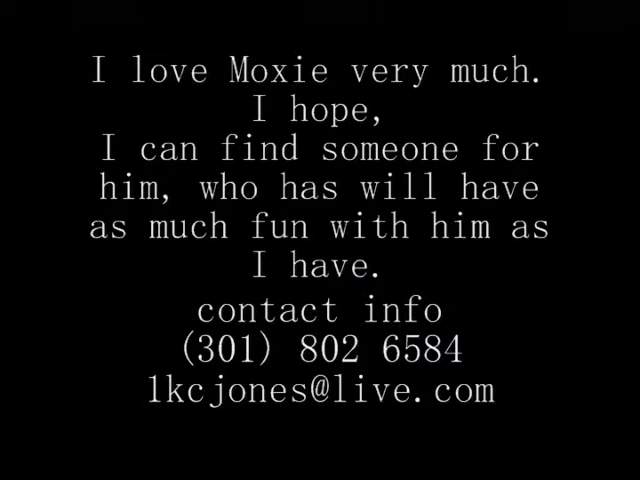 I love Moxie very much.
I hope,
I can find someone for
him, who has will have
as much fun with him as
I have.
contact info
(301) 802 6584
1kcjones@live.com